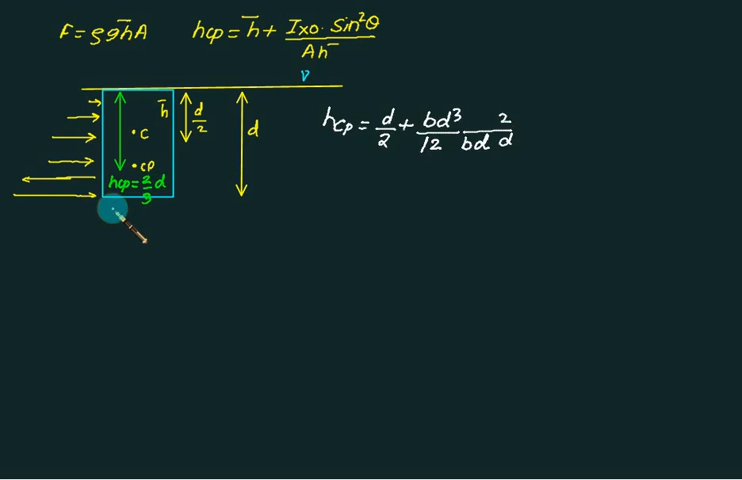 F = ρgh̄A
hcp = h̄ + Ixo · Sin²θ / Ah̄
∇
h̄
d/2
d
hcp = d/2 + bd³/12 2/bd d
·C
·CP
hcp = 2/3 d